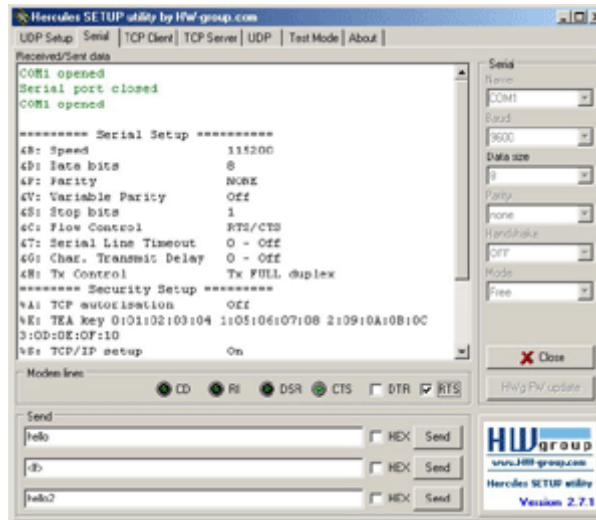 Hercules SETUP utility by HW-group.com
UDP Setup Serial TCP Client TCP Server UDP Test Mode About
Received/Sent data
COM1 opened
Serial port closed
COM1 opened
========= Serial Setup ==========
&B: Speed 115200
&D: Data bits 8
&P: Parity NONE
&V: Variable Parity Off
&S: Stop bits 1
&C: Flow Control RTS/CTS
&T: Serial Line Timeout 0 - Off
&G: Char. Transmit Delay 0 - Off
&H: Tx Control Tx FULL duplex
======== Security Setup =========
%A: TCP autorisation Off
%K: TEA key 0:01:02:03:04 1:05:06:07:08 2:09:0A:0B:0C
3:0D:0E:0F:10
%S: TCP/IP setup On
Serial
Name
COM1
Baud
9600
Data size
8
Parity
none
Handshake
OFF
Mode
Free
Close
HWg FW update
Modem lines
CD RI DSR CTS DTR RTS
Send
hello HEX Send
db HEX Send
hello2 HEX Send
HW group
www.HW-group.com
Hercules SETUP utility
Version 2.7.1